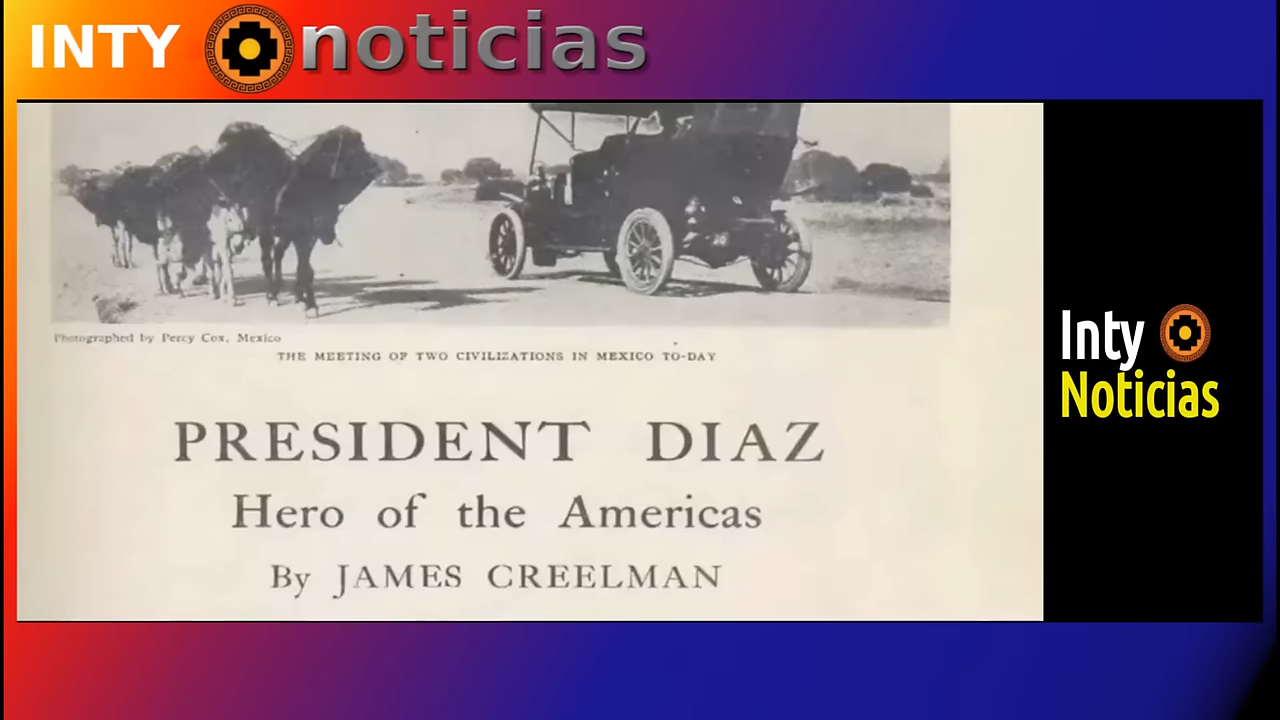 INTY noticias
Photographed by Percy Cox, Mexico
THE MEETING OF TWO CIVILIZATIONS IN MEXICO TO-DAY
PRESIDENT DIAZ
Hero of the Americas
By JAMES CREELMAN
Inty
Noticias